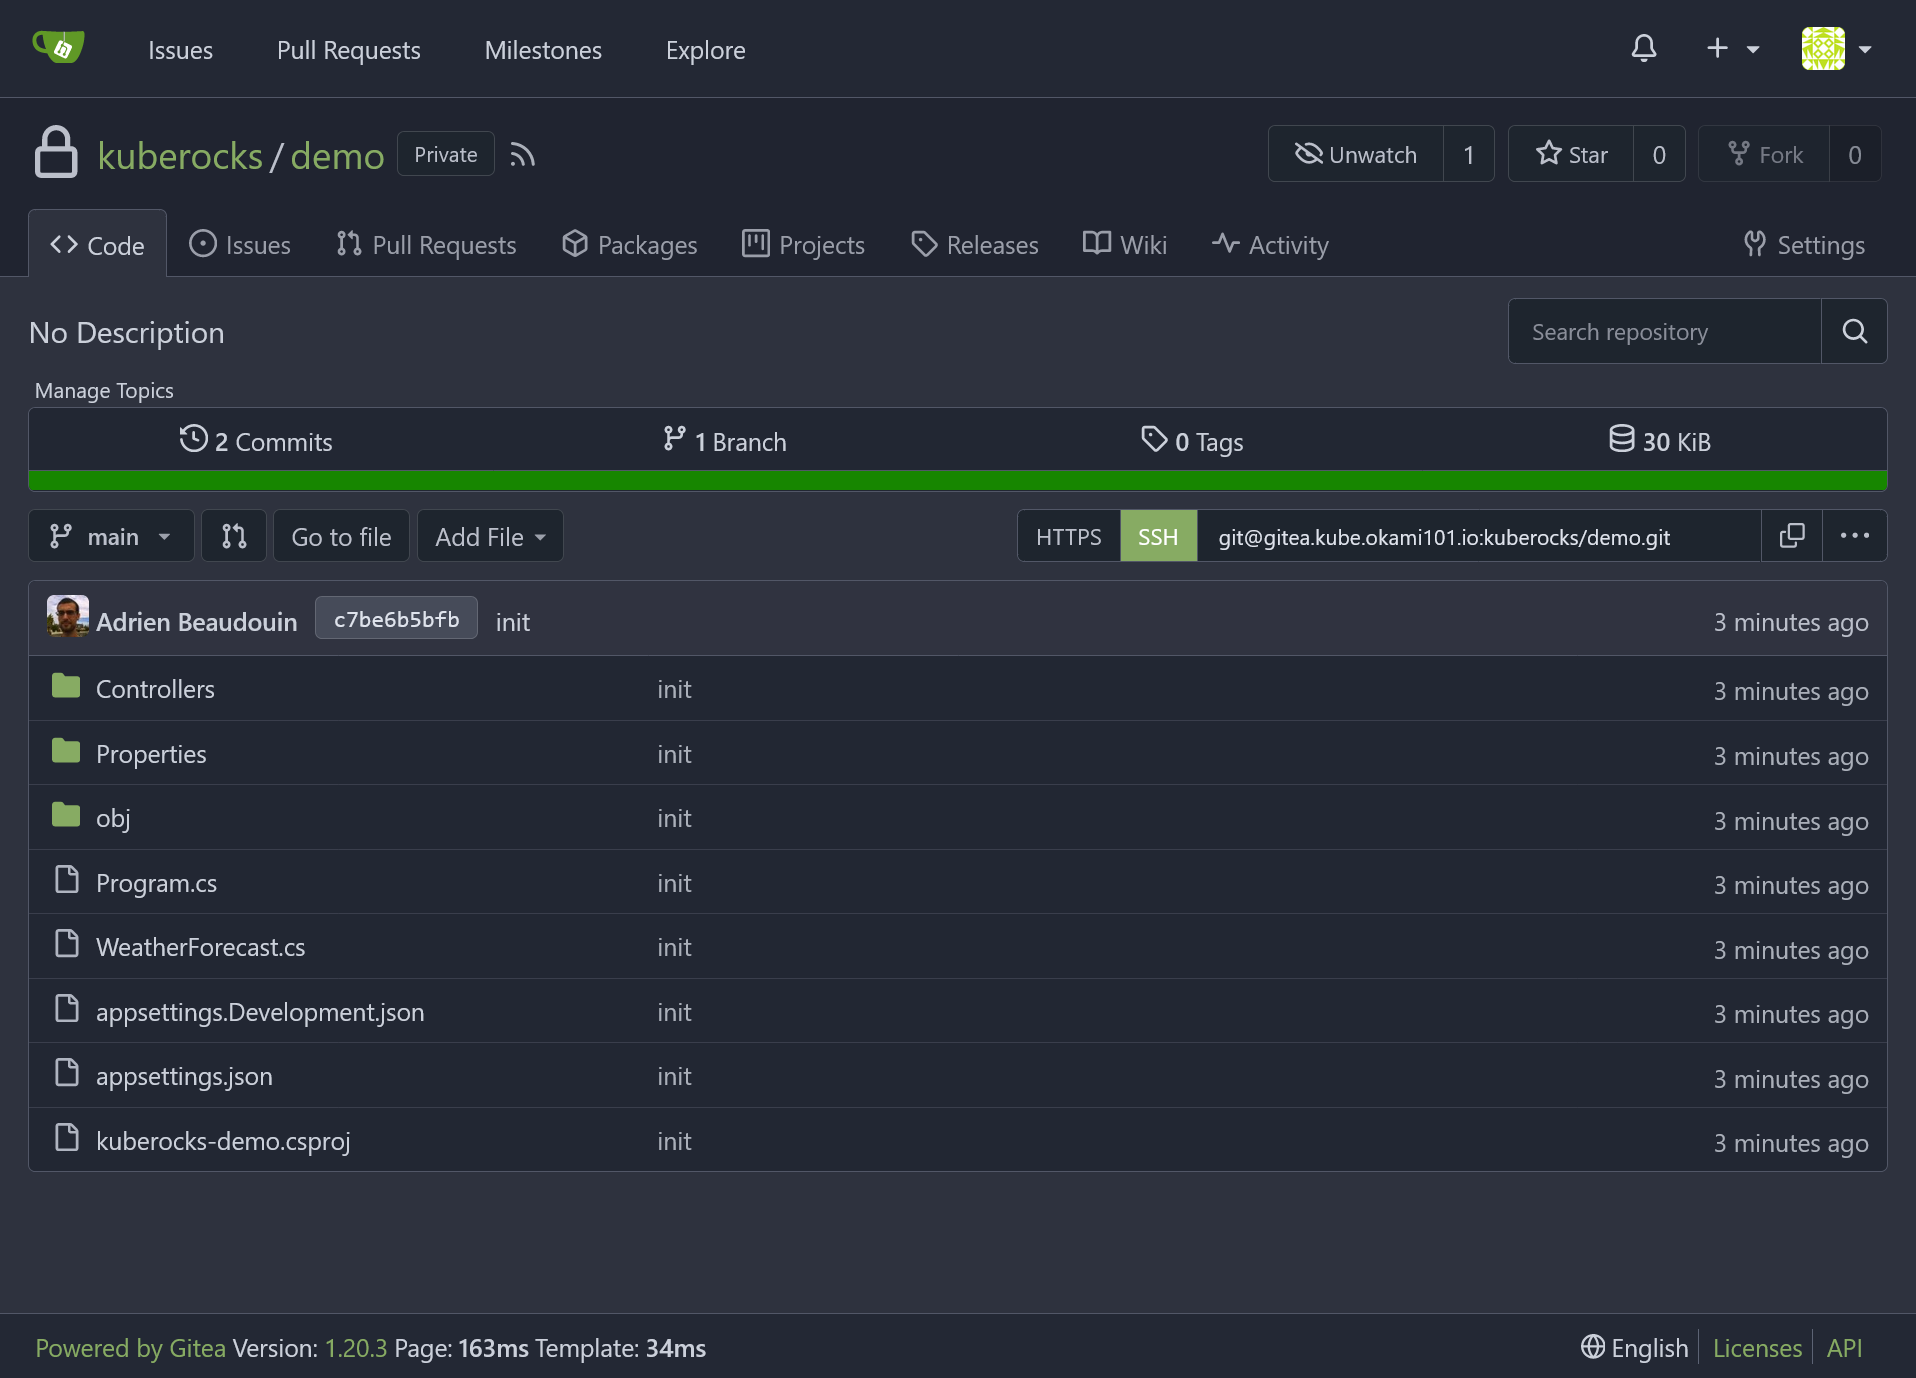 Issues Pull Requests Milestones Explore
kuberocks / demo Private Unwatch 1 Star 0 Fork 0
Code Issues Pull Requests Packages Projects Releases Wiki Activity Settings
No Description Search repository
Manage Topics
2 Commits 1 Branch 0 Tags 30 KiB
main Go to file Add File HTTPS SSH git@gitea.kube.okami101.io:kuberocks/demo.git
Adrien Beaudouin c7be6b5bfb init 3 minutes ago
Controllers init 3 minutes ago
Properties init 3 minutes ago
obj init 3 minutes ago
Program.cs init 3 minutes ago
WeatherForecast.cs init 3 minutes ago
appsettings.Development.json init 3 minutes ago
appsettings.json init 3 minutes ago
kuberocks-demo.csproj init 3 minutes ago
Powered by Gitea Version: 1.20.3 Page: 163ms Template: 34ms English Licenses API